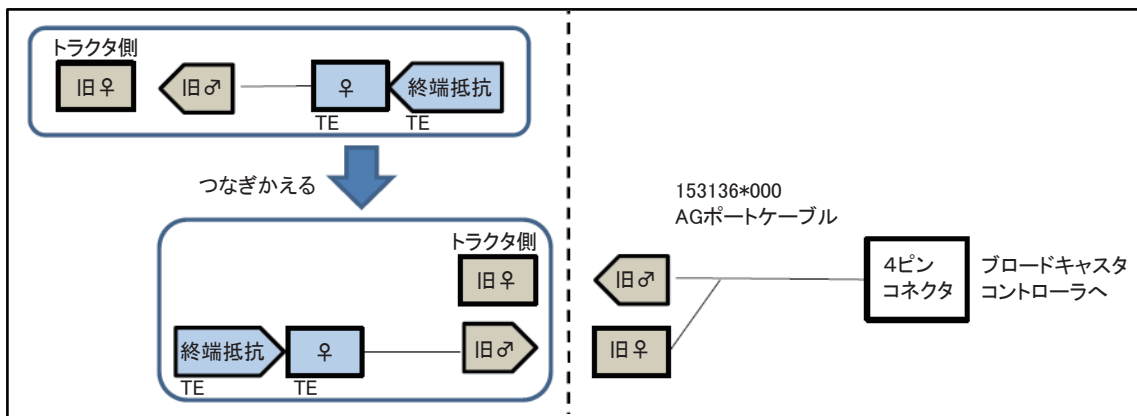 トラクタ側
旧♀
旧♂
♀
終端抵抗
TE
TE
つなぎかえる
トラクタ側
旧♀
終端抵抗
♀
旧♂
TE
TE
153136*000
AGポートケーブル
旧♂
旧♀
4ピン
コネクタ
ブロードキャスタ
コントローラへ